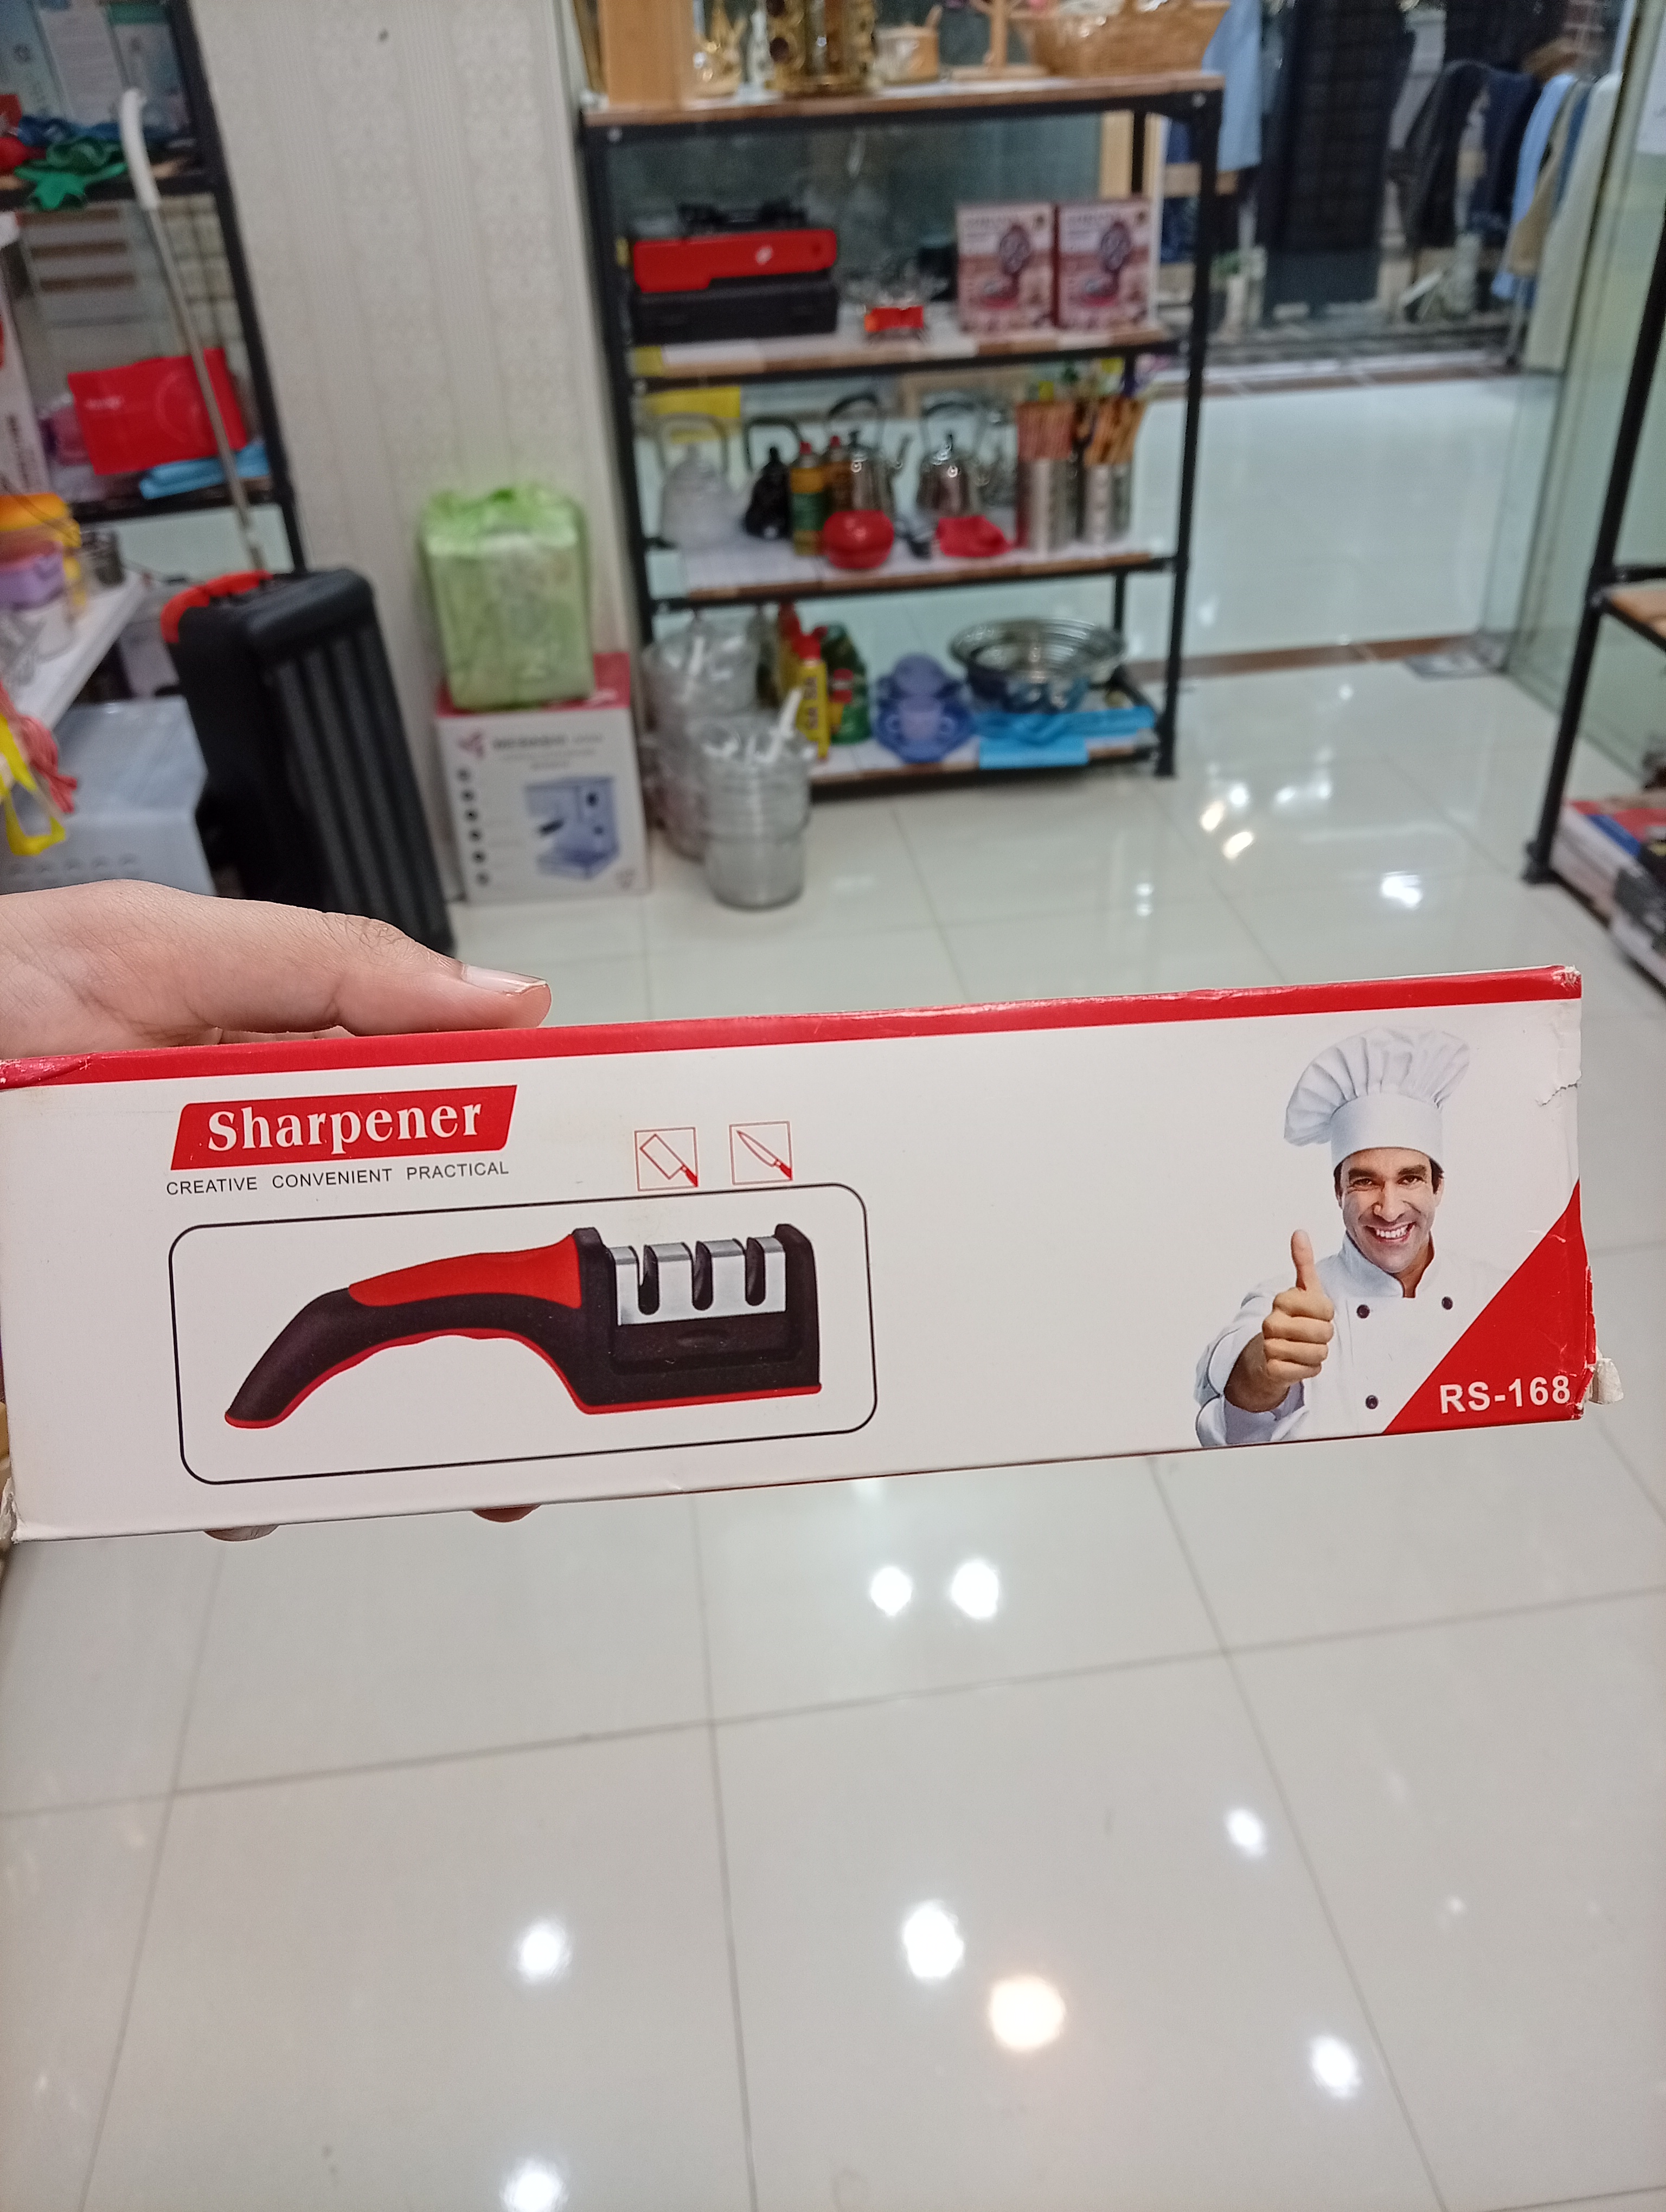 Sharpener
CREATIVE CONVENIENT PRACTICAL
RS-168